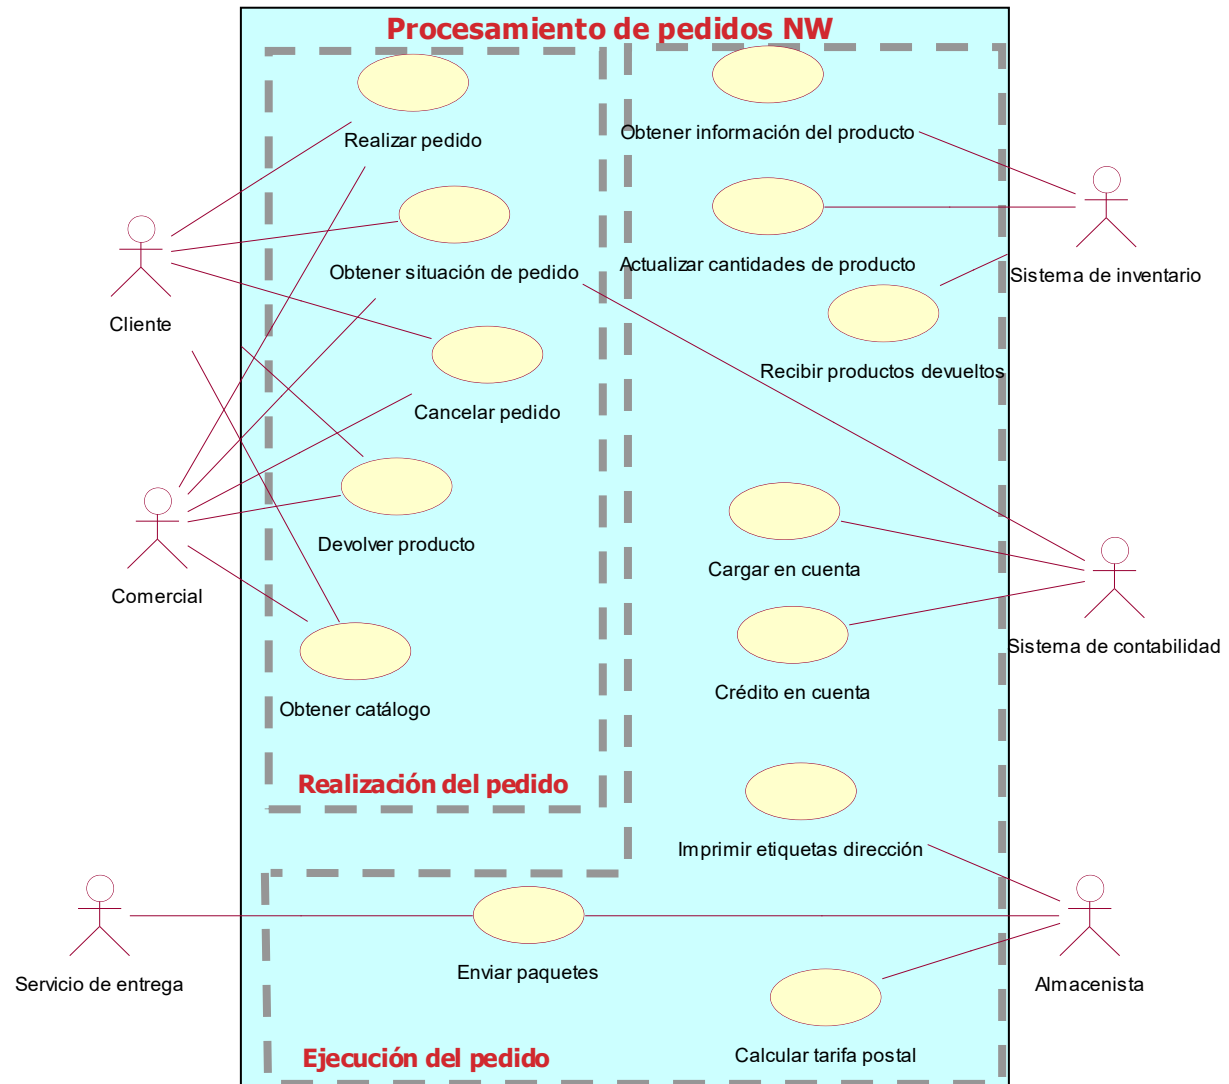 Procesamiento de pedidos NW
Realizar pedido
Obtener información del producto
Obtener situación de pedido
Actualizar cantidades de producto
Sistema de inventario
Cliente
Recibir productos devueltos
Cancelar pedido
Devolver producto
Cargar en cuenta
Comercial
Sistema de contabilidad
Crédito en cuenta
Obtener catálogo
Realización del pedido
Imprimir etiquetas dirección
Enviar paquetes
Servicio de entrega
Almacenista
Ejecución del pedido
Calcular tarifa postal